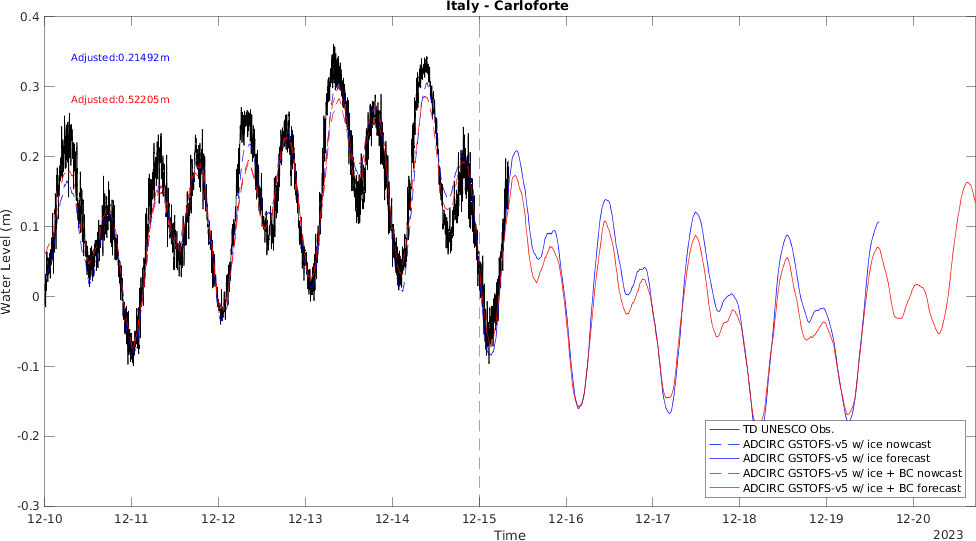 Italy - Carloforte
Adjusted:0.21492m
Adjusted:0.52205m
Water Level (m)
0.4
0.3
0.2
0.1
0
-0.1
-0.2
-0.3
TD UNESCO Obs.
ADCIRC GSTOFS-v5 w/ ice nowcast
ADCIRC GSTOFS-v5 w/ ice forecast
ADCIRC GSTOFS-v5 w/ ice + BC nowcast
ADCIRC GSTOFS-v5 w/ ice + BC forecast
12-10 12-11 12-12 12-13 12-14 12-15 12-16 12-17 12-18 12-19 12-20
Time
2023